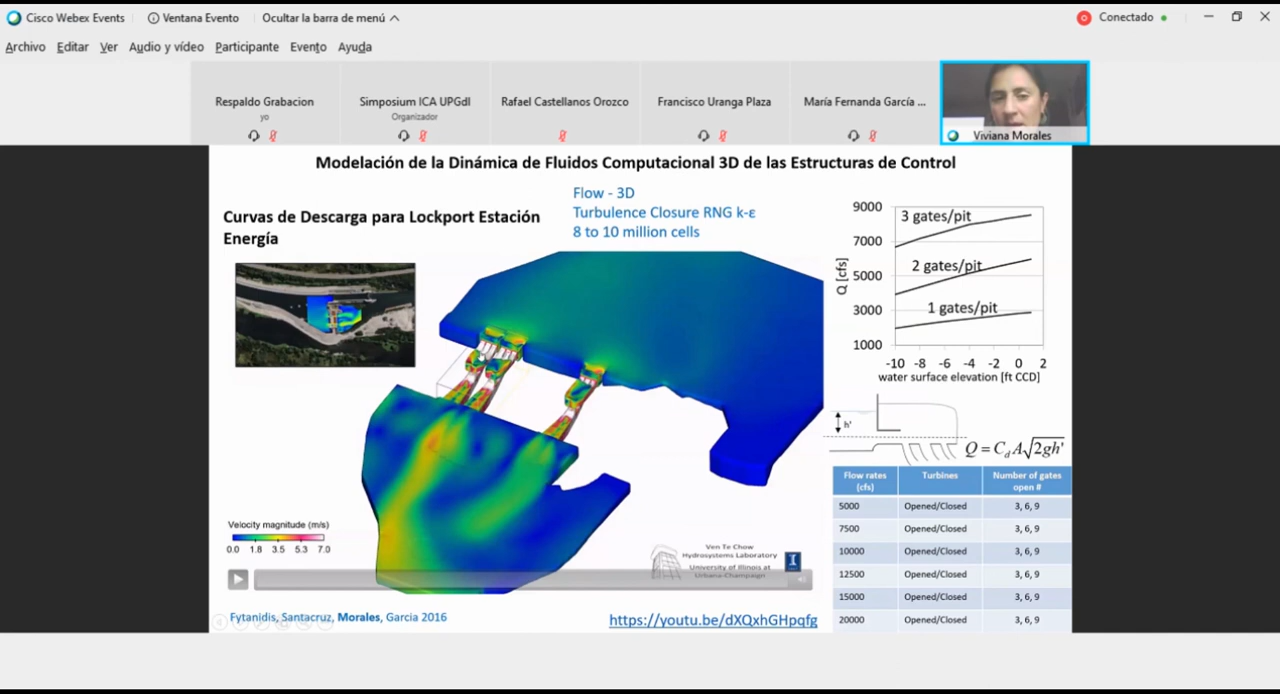 Cisco Webex Events
Ventana Evento
Ocultar la barra de menú
Conectado
Archivo Editar Ver Audio y vídeo Participante Evento Ayuda
Respaldo Grabacion
yo
Simposium ICA UPGdl
Organizador
Rafael Castellanos Orozco
Francisco Uranga Plaza
María Fernanda García ...
Viviana Morales
Modelación de la Dinámica de Fluidos Computacional 3D de las Estructuras de Control
Curvas de Descarga para Lockport Estación
Energía
Flow - 3D
Turbulence Closure RNG k-ε
8 to 10 million cells
9000
7000
5000
3000
1000
Q [cfs]
3 gates/pit
2 gates/pit
1 gates/pit
-10 -8 -6 -4 -2 0 2
water surface elevation [ft CCD]
h'
Q = C_d A√2gh'
Flow rates (cfs) Turbines Number of gates open #
5000 Opened/Closed 3, 6, 9
7500 Opened/Closed 3, 6, 9
10000 Opened/Closed 3, 6, 9
12500 Opened/Closed 3, 6, 9
15000 Opened/Closed 3, 6, 9
20000 Opened/Closed 3, 6, 9
Velocity magnitude (m/s)
0.0 1.8 3.5 5.3 7.0
Ven Te Chow
Hydrosystems Laboratory
University of Illinois at
Urbana-Champaign
I
Fytanidis, Santacruz, Morales, Garcia 2016
https://youtu.be/dXQxhGHpqfg